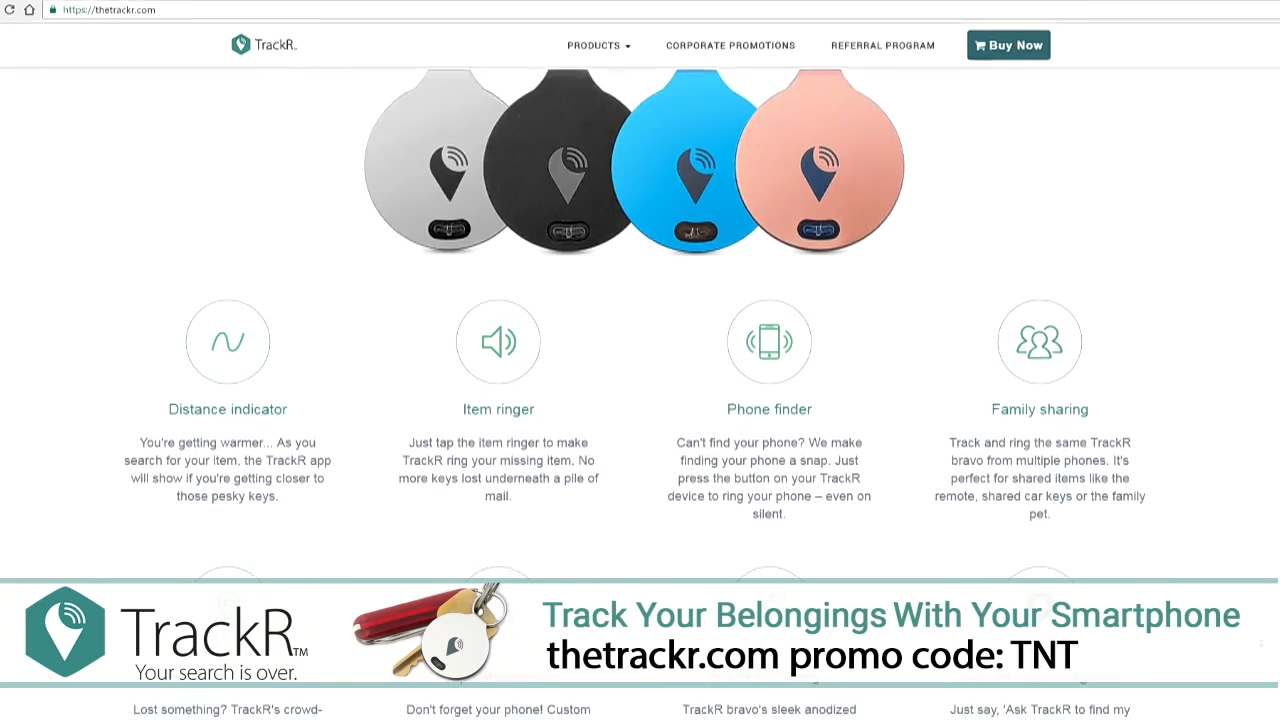 https://thetrackr.com
TrackR.
PRODUCTS
CORPORATE PROMOTIONS
REFERRAL PROGRAM
Buy Now
Distance indicator
You're getting warmer... As you
search for your item, the TrackR app
will show if you're getting closer to
those pesky keys.
Item ringer
Just tap the item ringer to make
TrackR ring your missing item. No
more keys lost underneath a pile of
mail.
Phone finder
Can't find your phone? We make
finding your phone a snap. Just
press the button on your TrackR
device to ring your phone – even on
silent.
Family sharing
Track and ring the same TrackR
bravo from multiple phones. It's
perfect for shared items like the
remote, shared car keys or the family
pet.
TrackR™
Your search is over.
Track Your Belongings With Your Smartphone
thetrackr.com promo code: TNT
Lost something? TrackR's crowd-
Don't forget your phone! Custom
TrackR bravo's sleek anodized
Just say, 'Ask TrackR to find my